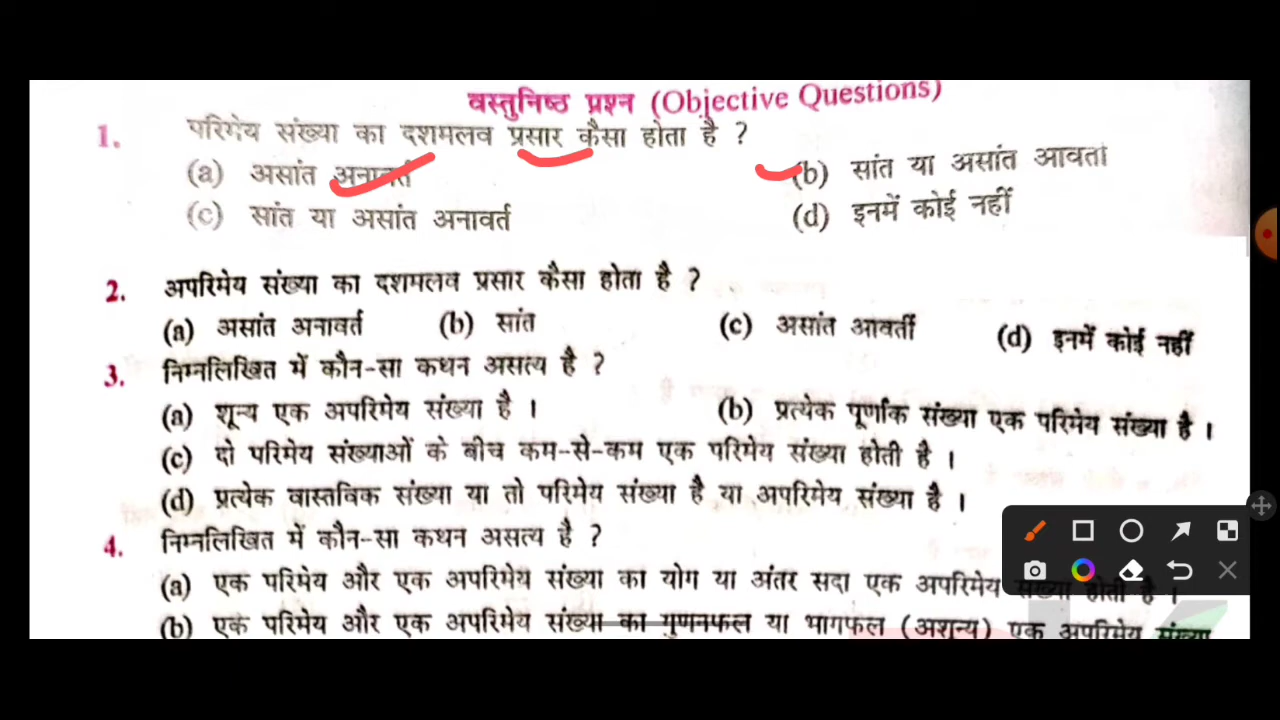 वस्तुनिष्ठ प्रश्न (Objective Questions)
1. परिमेय संख्या का दशमलव प्रसार कैसा होता है ?
(a) असांत अनावर्त (b) सांत या असांत आवर्ती
(c) सांत या असांत अनावर्त (d) इनमें कोई नहीं
2. अपरिमेय संख्या का दशमलव प्रसार कैसा होता है ?
(a) असांत अनावर्त (b) सांत (c) असांत आवर्ती (d) इनमें कोई नहीं
3. निम्नलिखित में कौन-सा कथन असत्य है ?
(a) शून्य एक अपरिमेय संख्या है । (b) प्रत्येक पूर्णांक संख्या एक परिमेय संख्या है ।
(c) दो परिमेय संख्याओं के बीच कम-से-कम एक परिमेय संख्या होती है ।
(d) प्रत्येक वास्तविक संख्या या तो परिमेय संख्या है या अपरिमेय संख्या है ।
4. निम्नलिखित में कौन-सा कथन असत्य है ?
(a) एक परिमेय और एक अपरिमेय संख्या का योग या अंतर सदा एक अपरिमेय संख्या होती है ।
(b) एक परिमेय और एक अपरिमेय संख्या का गुणनफल या भागफल (अशून्य) एक अपरिमेय संख्या